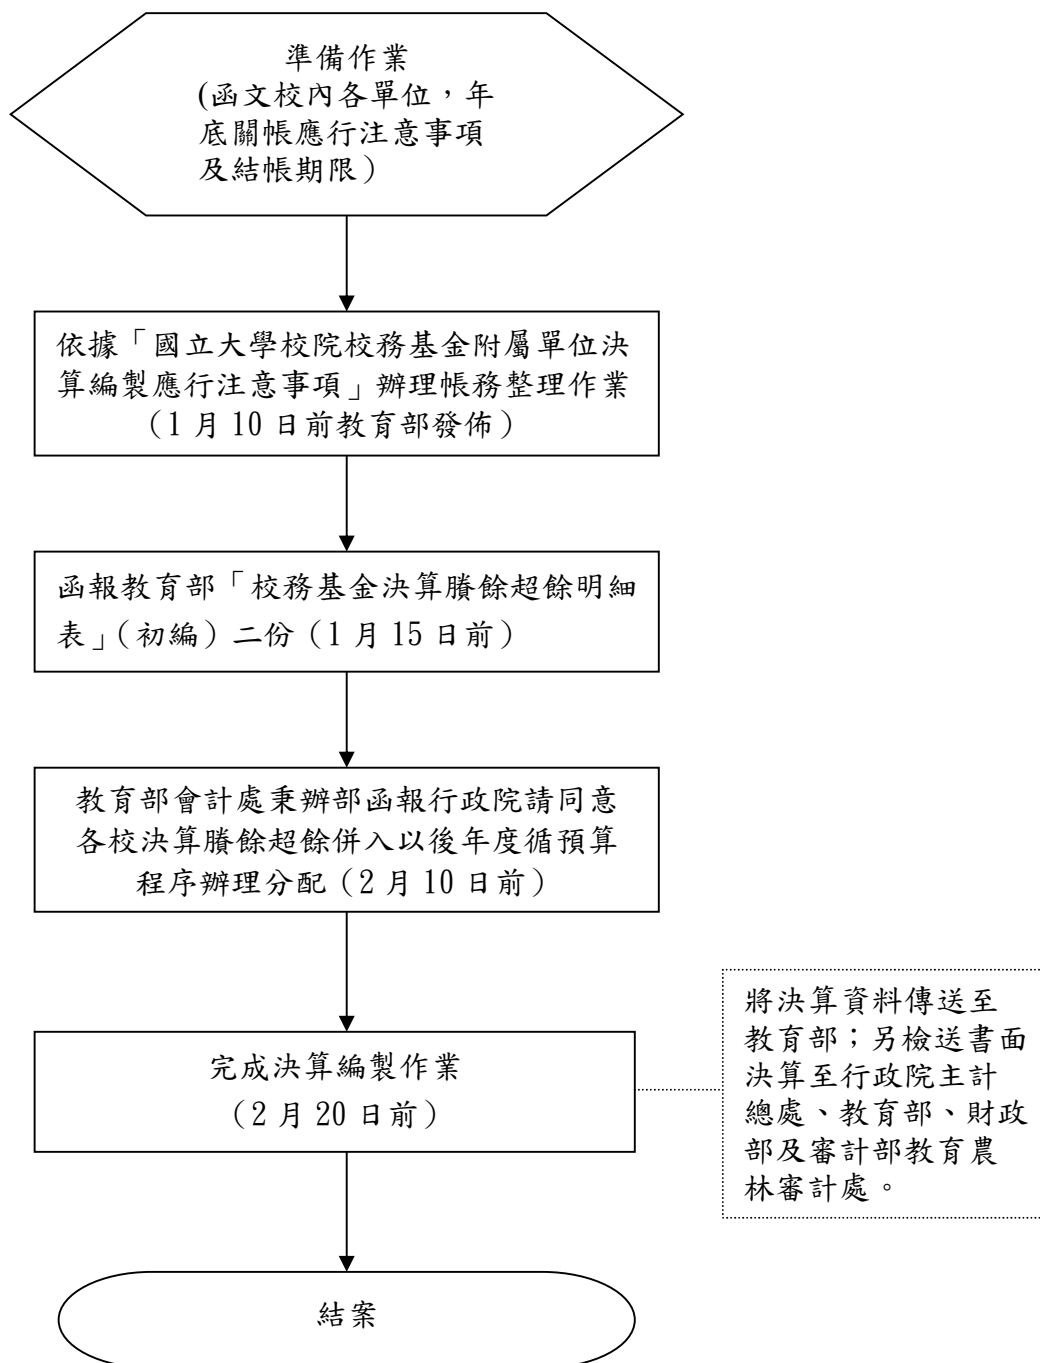 準備作業
(函文校內各單位，年
底關帳應行注意事項
及結帳期限）
依據「國立大學校院校務基金附屬單位決
算編製應行注意事項」辦理帳務整理作業
（1 月 10 日前教育部發佈）
函報教育部「校務基金決算賸餘超餘明細
表」（初編）二份（1 月 15 日前）
教育部會計處秉辦部函報行政院請同意
各校決算賸餘超餘併入以後年度循預算
程序辦理分配（2 月 10 日前）
完成決算編製作業
（2 月 20 日前）
將決算資料傳送至
教育部；另檢送書面
決算至行政院主計
總處、教育部、財政
部及審計部教育農
林審計處。
結案